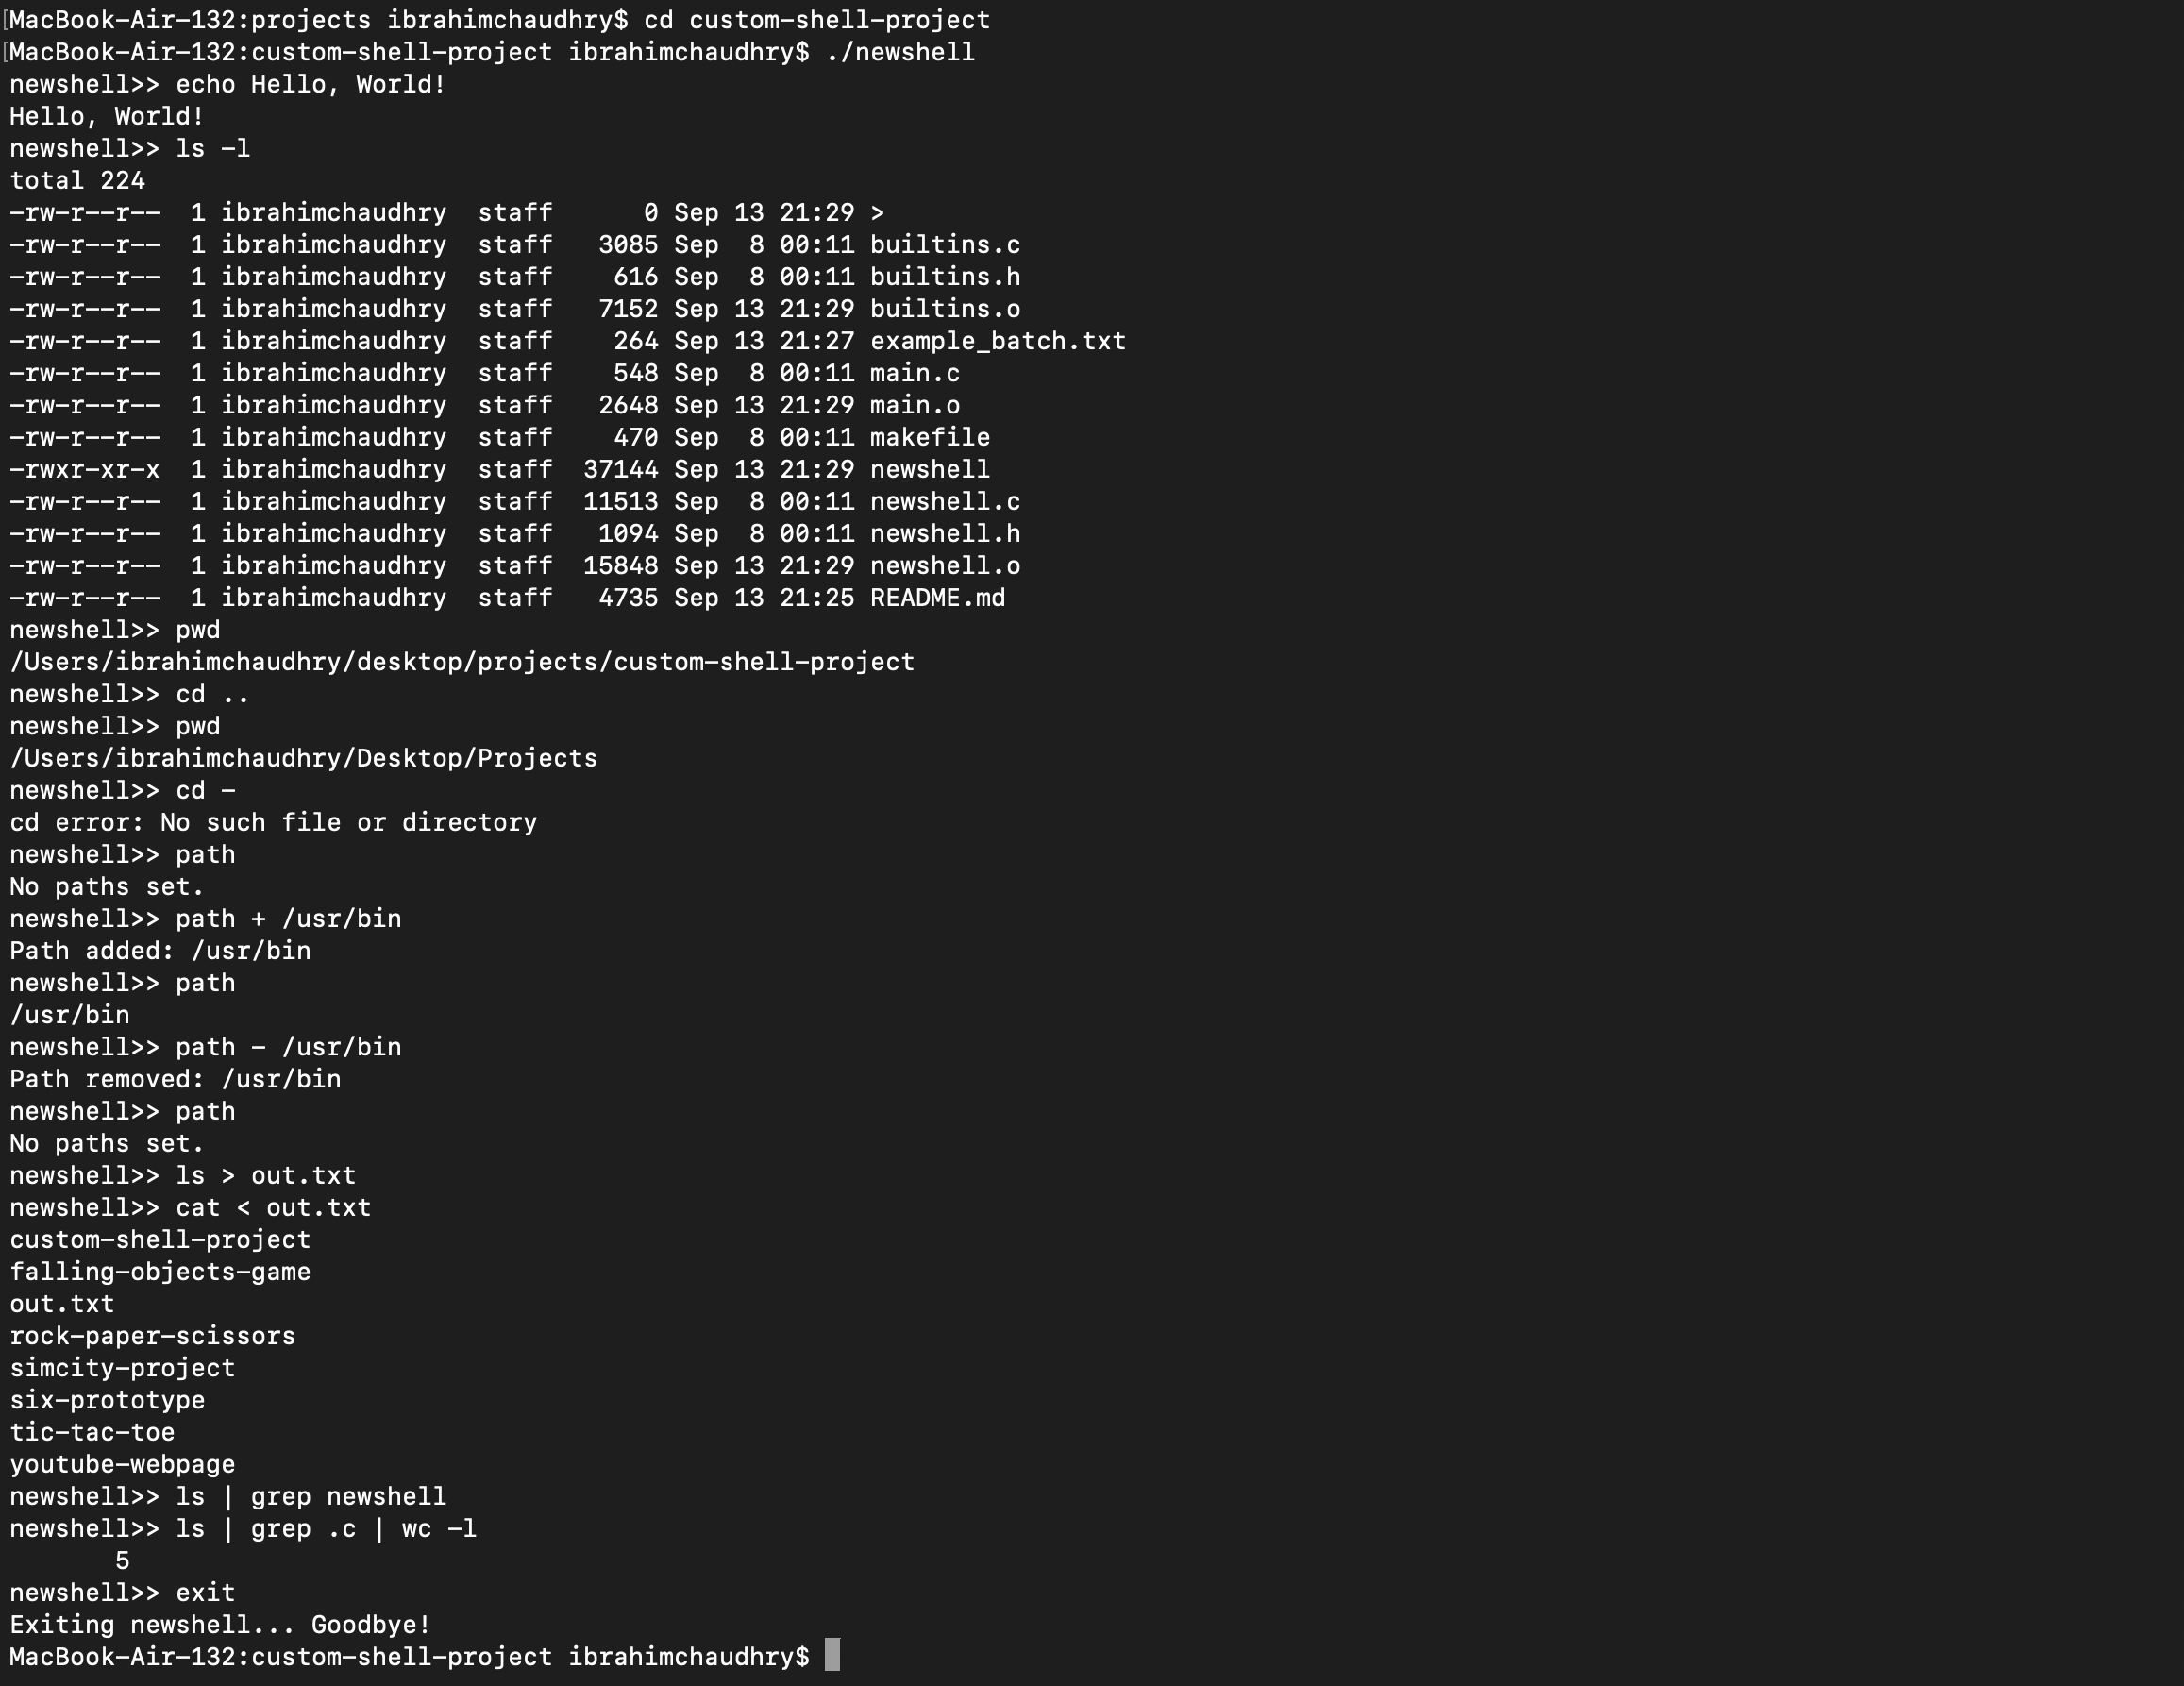 MacBook-Air-132:projects ibrahimchaudhry$ cd custom-shell-project
MacBook-Air-132:custom-shell-project ibrahimchaudhry$ ./newshell
newshell>> echo Hello, World!
Hello, World!
newshell>> ls -l
total 224
-rw-r--r--  1 ibrahimchaudhry  staff      0 Sep 13 21:29 >
-rw-r--r--  1 ibrahimchaudhry  staff   3085 Sep  8 00:11 builtins.c
-rw-r--r--  1 ibrahimchaudhry  staff    616 Sep  8 00:11 builtins.h
-rw-r--r--  1 ibrahimchaudhry  staff   7152 Sep 13 21:29 builtins.o
-rw-r--r--  1 ibrahimchaudhry  staff    264 Sep 13 21:27 example_batch.txt
-rw-r--r--  1 ibrahimchaudhry  staff    548 Sep  8 00:11 main.c
-rw-r--r--  1 ibrahimchaudhry  staff   2648 Sep 13 21:29 main.o
-rw-r--r--  1 ibrahimchaudhry  staff    470 Sep  8 00:11 makefile
-rwxr-xr-x  1 ibrahimchaudhry  staff  37144 Sep 13 21:29 newshell
-rw-r--r--  1 ibrahimchaudhry  staff  11513 Sep  8 00:11 newshell.c
-rw-r--r--  1 ibrahimchaudhry  staff   1094 Sep  8 00:11 newshell.h
-rw-r--r--  1 ibrahimchaudhry  staff  15848 Sep 13 21:29 newshell.o
-rw-r--r--  1 ibrahimchaudhry  staff   4735 Sep 13 21:25 README.md
newshell>> pwd
/Users/ibrahimchaudhry/desktop/projects/custom-shell-project
newshell>> cd ..
newshell>> pwd
/Users/ibrahimchaudhry/Desktop/Projects
newshell>> cd -
cd error: No such file or directory
newshell>> path
No paths set.
newshell>> path + /usr/bin
Path added: /usr/bin
newshell>> path
/usr/bin
newshell>> path - /usr/bin
Path removed: /usr/bin
newshell>> path
No paths set.
newshell>> ls > out.txt
newshell>> cat < out.txt
custom-shell-project
falling-objects-game
out.txt
rock-paper-scissors
simcity-project
six-prototype
tic-tac-toe
youtube-webpage
newshell>> ls | grep newshell
newshell>> ls | grep .c | wc -l
       5
newshell>> exit
Exiting newshell... Goodbye!
MacBook-Air-132:custom-shell-project ibrahimchaudhry$